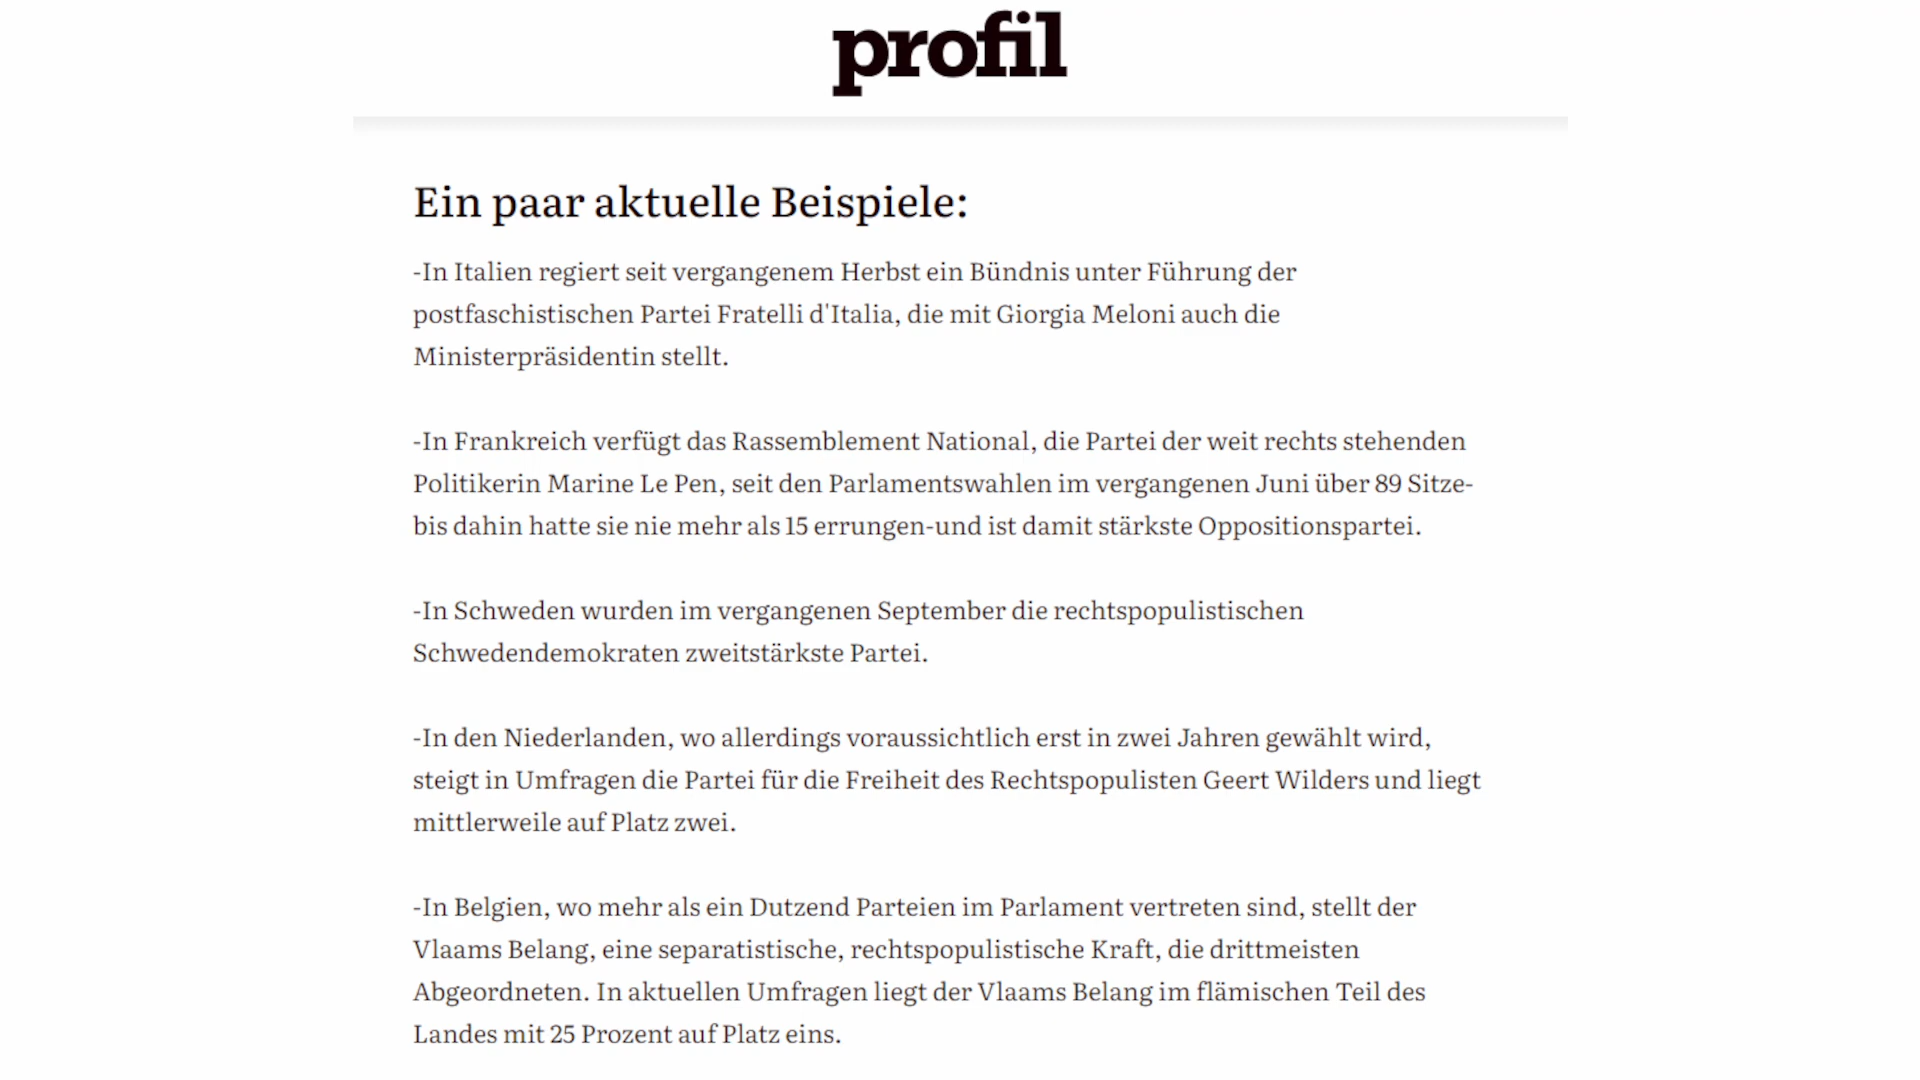 profil
Ein paar aktuelle Beispiele:
-In Italien regiert seit vergangenem Herbst ein Bündnis unter Führung der
postfaschistischen Partei Fratelli d'Italia, die mit Giorgia Meloni auch die
Ministerpräsidentin stellt.
-In Frankreich verfügt das Rassemblement National, die Partei der weit rechts stehenden
Politikerin Marine Le Pen, seit den Parlamentswahlen im vergangenen Juni über 89 Sitze-
bis dahin hatte sie nie mehr als 15 errungen-und ist damit stärkste Oppositionspartei.
-In Schweden wurden im vergangenen September die rechtspopulistischen
Schwedendemokraten zweitstärkste Partei.
-In den Niederlanden, wo allerdings voraussichtlich erst in zwei Jahren gewählt wird,
steigt in Umfragen die Partei für die Freiheit des Rechtspopulisten Geert Wilders und liegt
mittlerweile auf Platz zwei.
-In Belgien, wo mehr als ein Dutzend Parteien im Parlament vertreten sind, stellt der
Vlaams Belang, eine separatistische, rechtspopulistische Kraft, die drittmeisten
Abgeordneten. In aktuellen Umfragen liegt der Vlaams Belang im flämischen Teil des
Landes mit 25 Prozent auf Platz eins.